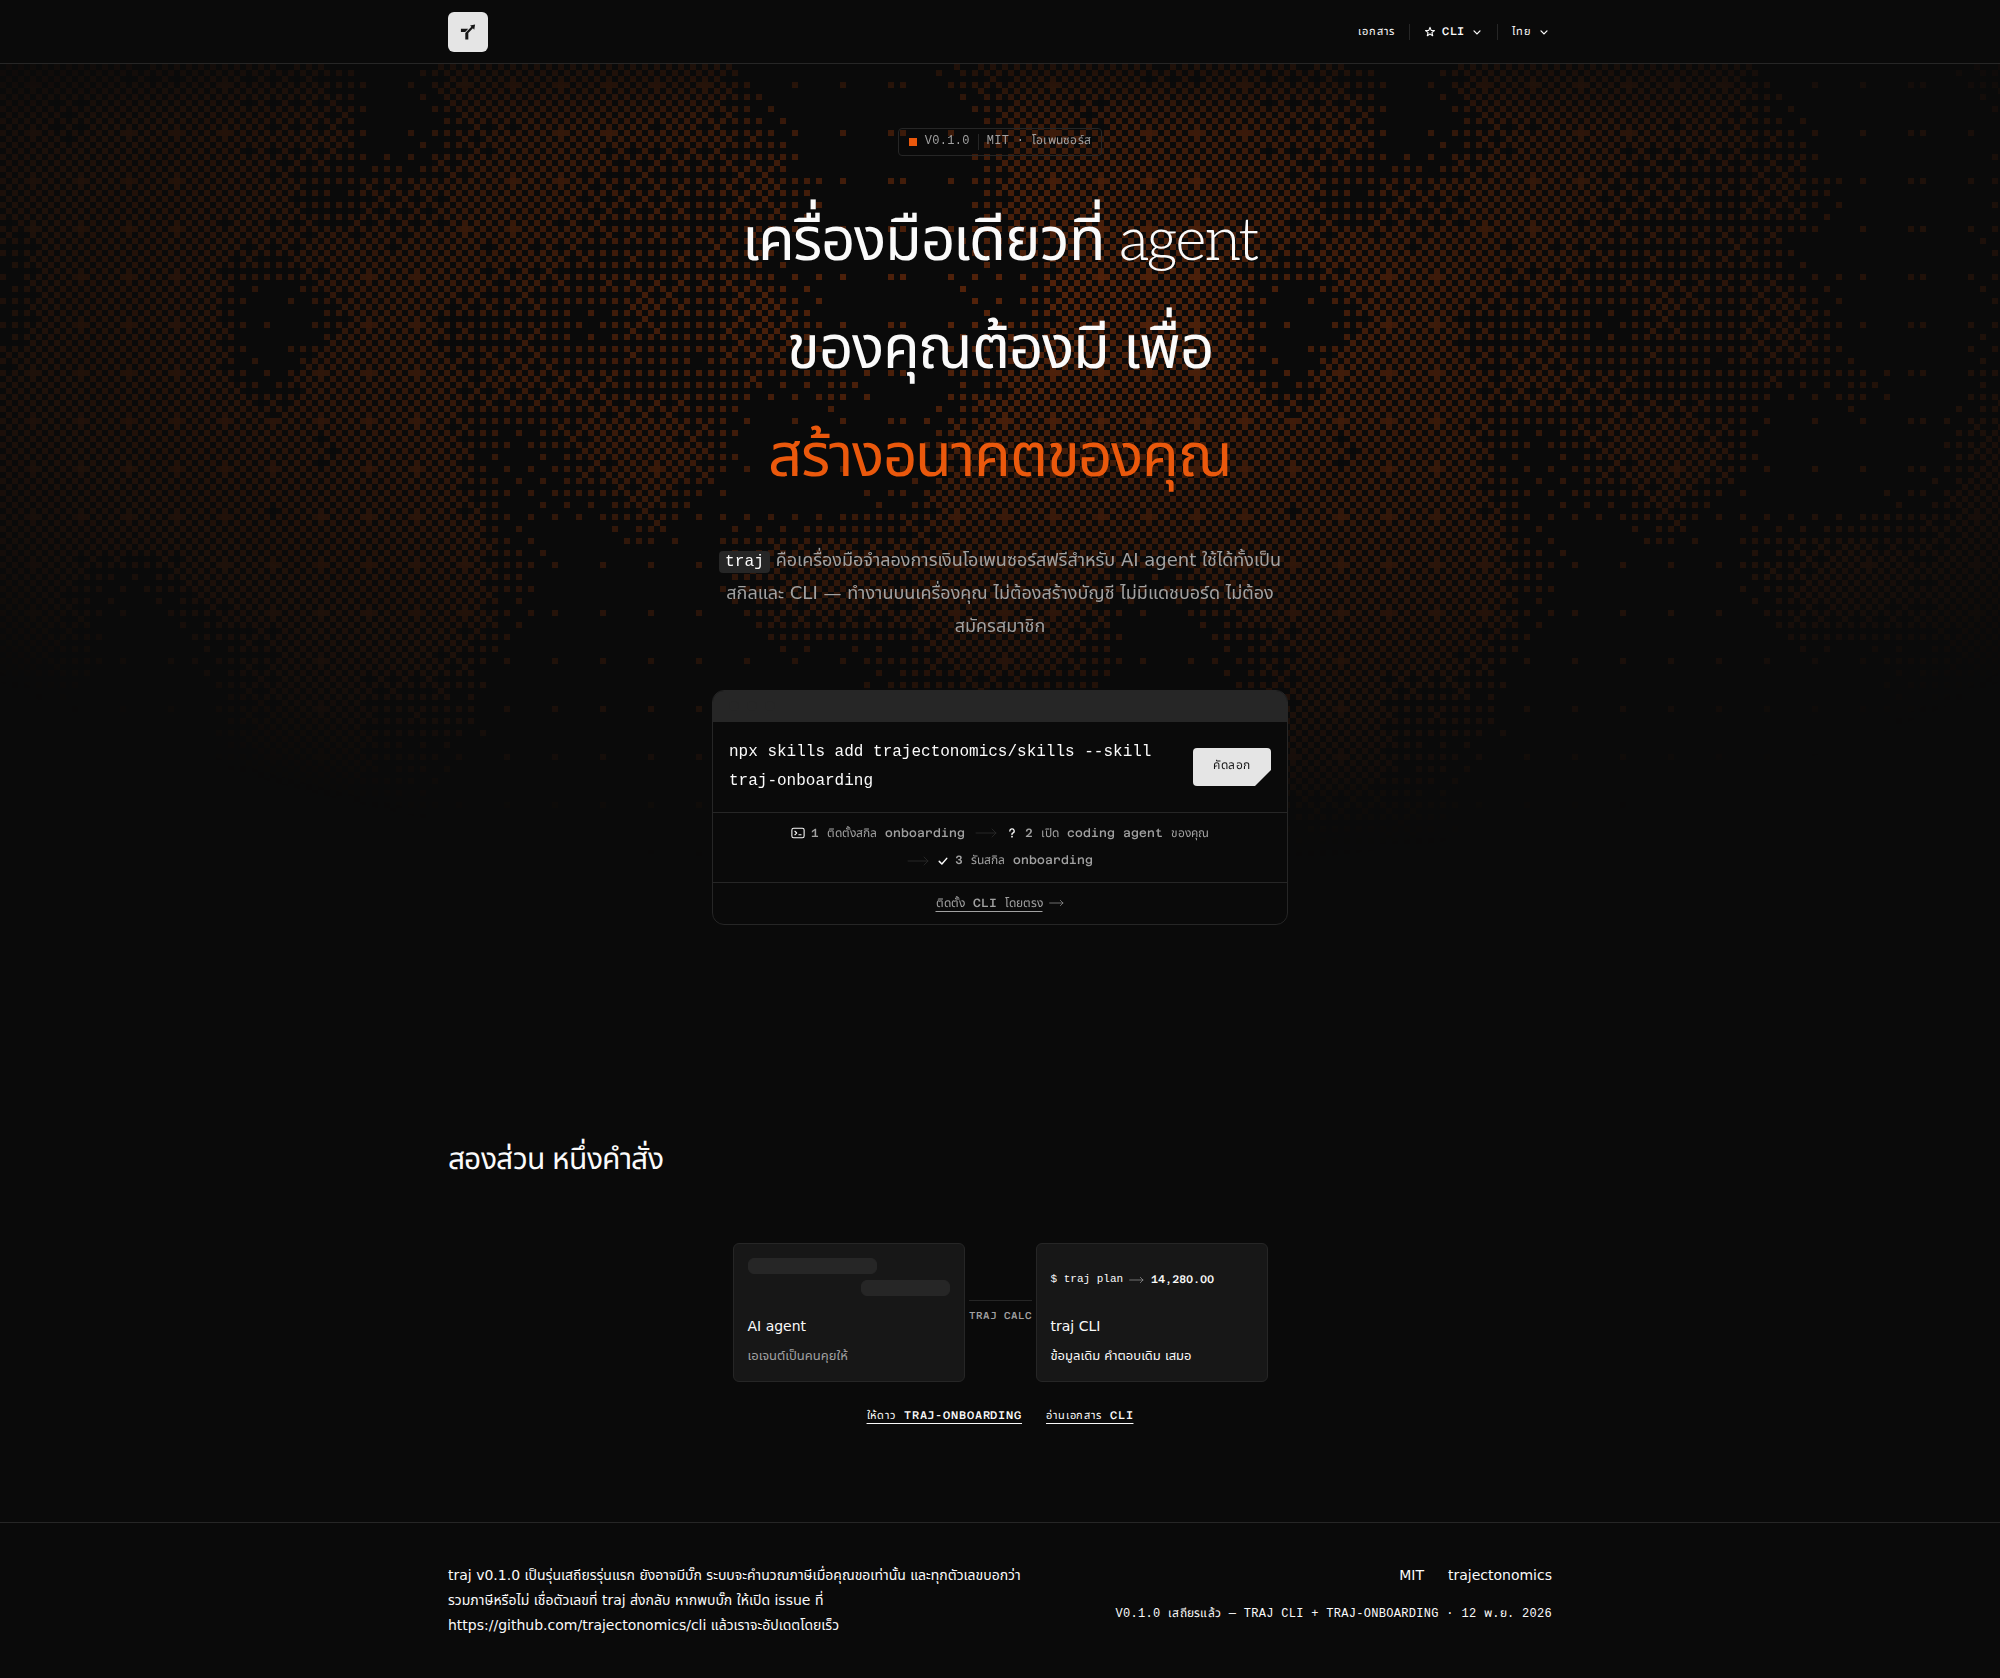 เอกสาร
CLI
ไทย
V0.1.0
MIT · โอเพนซอร์ส
เครื่องมือเดียวที่ agent
ของคุณต้องมี เพื่อ
สร้างอนาคตของคุณ
traj คือเครื่องมือจำลองการเงินโอเพนซอร์สฟรีสำหรับ AI agent ใช้ได้ทั้งเป็น
สกิลและ CLI — ทำงานบนเครื่องคุณ ไม่ต้องสร้างบัญชี ไม่มีแดชบอร์ด ไม่ต้อง
สมัครสมาชิก
npx skills add trajectonomics/skills --skill
traj-onboarding
คัดลอก
1 ติดตั้งสกิล onboarding
2 เปิด coding agent ของคุณ
3 รันสกิล onboarding
ติดตั้ง CLI โดยตรง
สองส่วน หนึ่งคำสั่ง
AI agent
เอเจนต์เป็นคนคุยให้
TRAJ CALC
$ traj plan
14,280.00
traj CLI
ข้อมูลเดิม คำตอบเดิม เสมอ
ให้ดาว TRAJ-ONBOARDING
อ่านเอกสาร CLI
traj v0.1.0 เป็นรุ่นเสถียรรุ่นแรก ยังอาจมีบั๊ก ระบบจะคำนวณภาษีเมื่อคุณขอเท่านั้น และทุกตัวเลขบอกว่า
รวมภาษีหรือไม่ เชื่อตัวเลขที่ traj ส่งกลับ หากพบบั๊ก ให้เปิด issue ที่
https://github.com/trajectonomics/cli แล้วเราจะอัปเดตโดยเร็ว
MIT
trajectonomics
V0.1.0 เสถียรแล้ว — TRAJ CLI + TRAJ-ONBOARDING · 12 พ.ย. 2026